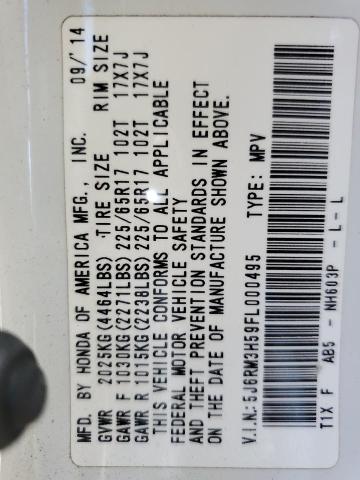 MFD. BY HONDA OF AMERICA MFG., INC. 09/'14
GVWR 2025KG(4464LBS) TIRE SIZE RIM SIZE
GAWR F 1030KG(2271LBS) 225/65R17 102T 17X7J
GAWR R 1015KG(2238LBS) 225/65R17 102T 17X7J
THIS VEHICLE CONFORMS TO ALL APPLICABLE
FEDERAL MOTOR VEHICLE SAFETY
AND THEFT PREVENTION STANDARDS IN EFFECT
ON THE DATE OF MANUFACTURE SHOWN ABOVE.
V.I.N.:5J6RM3H59FL000495 TYPE: MPV
T1X F AB5- NH603P - L - L